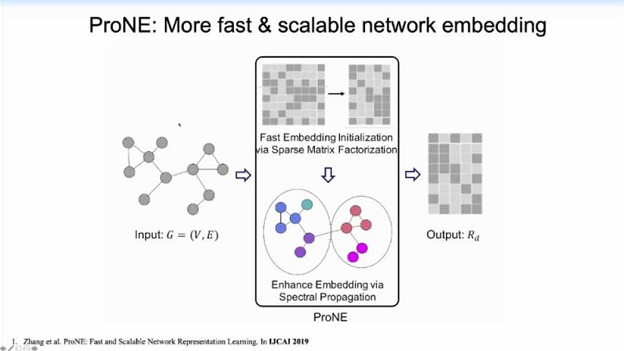 ProNE: More fast & scalable network embedding
Fast Embedding Initialization
via Sparse Matrix Factorization
Input: G = (V, E)
Output: R_d
Enhance Embedding via
Spectral Propagation
ProNE
1. Zhang et al. ProNE: Fast and Scalable Network Representation Learning. In IJCAI 2019